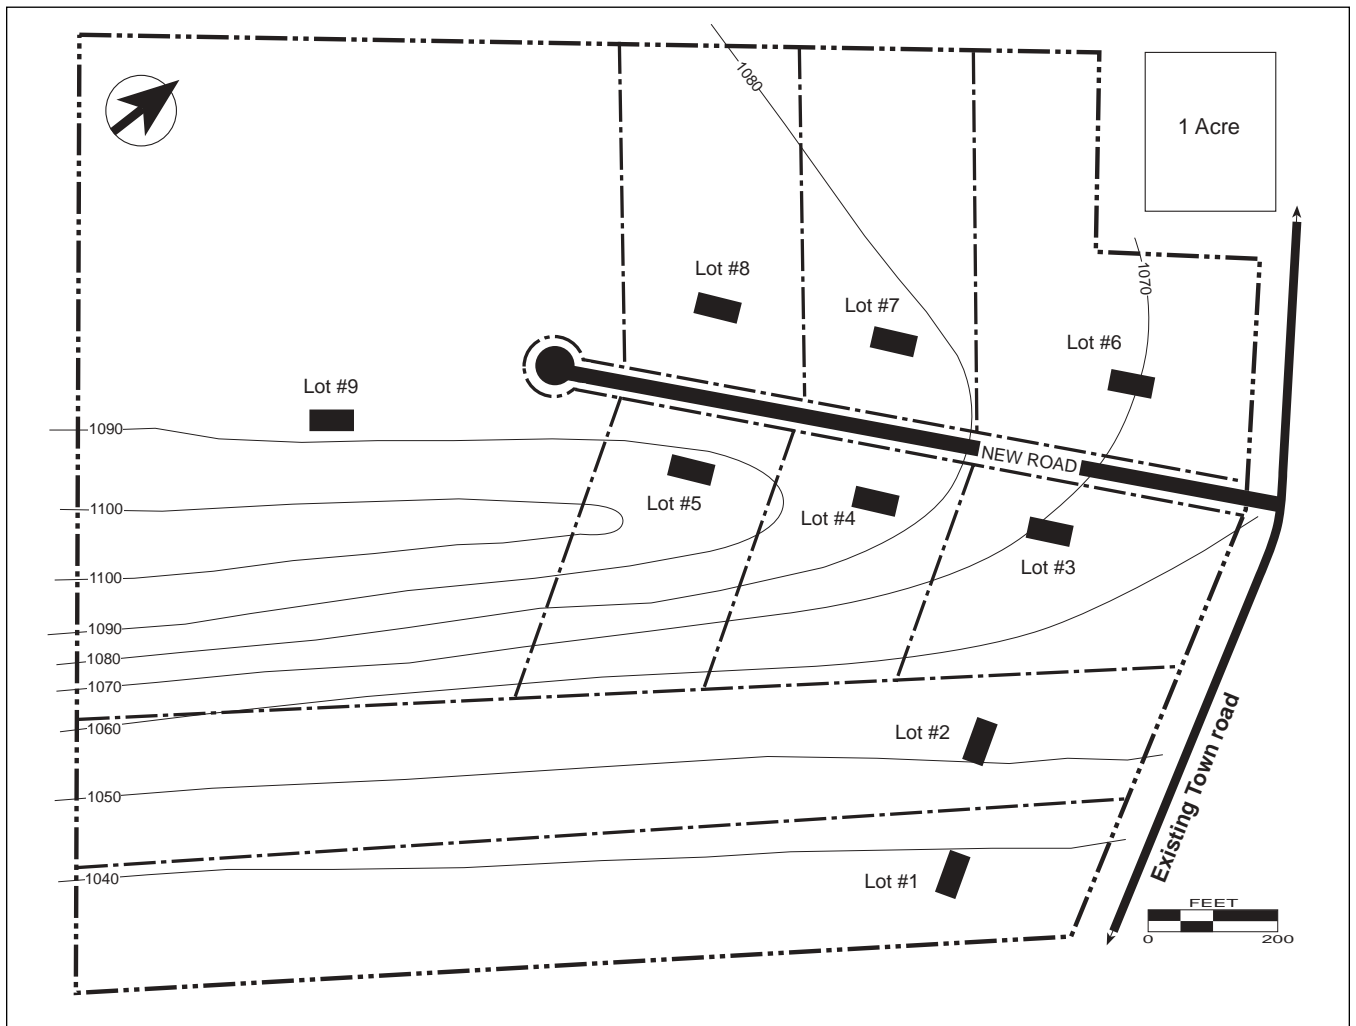 1080
1 Acre
1070
Lot #8
Lot #7
Lot #6
Lot #9
1090
NEW ROAD
Lot #5
Lot #4
1100
Lot #3
1100
1090
1080
1070
1060
Lot #2
1050
Existing Town road
1040
Lot #1
FEET
0 200